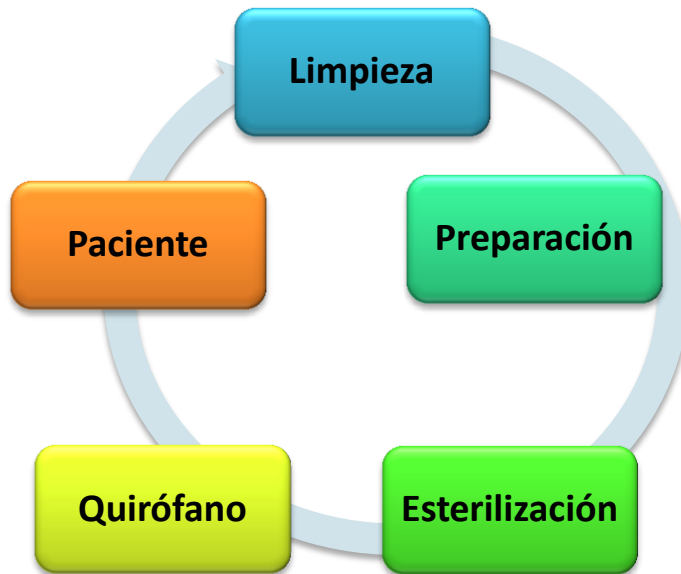 Limpieza
Preparación
Esterilización
Quirófano
Paciente